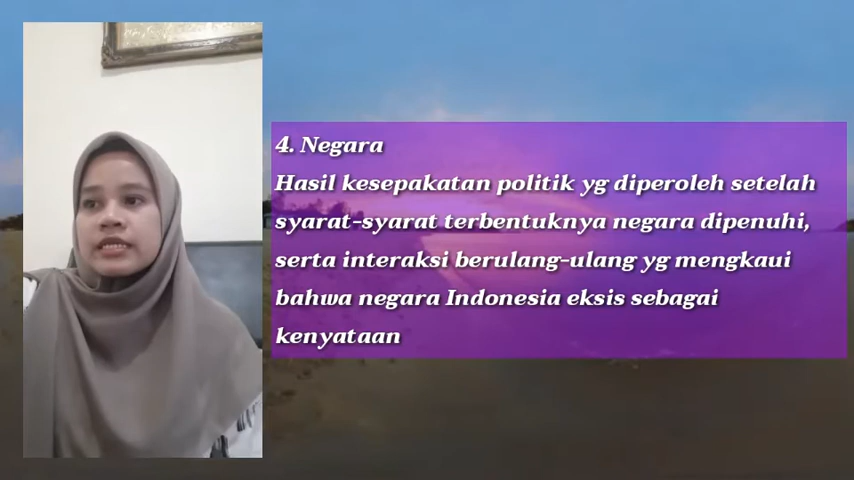 4. Negara
Hasil kesepakatan politik yg diperoleh setelah
syarat-syarat terbentuknya negara dipenuhi,
serta interaksi berulang-ulang yg mengkaui
bahwa negara Indonesia eksis sebagai
kenyataan